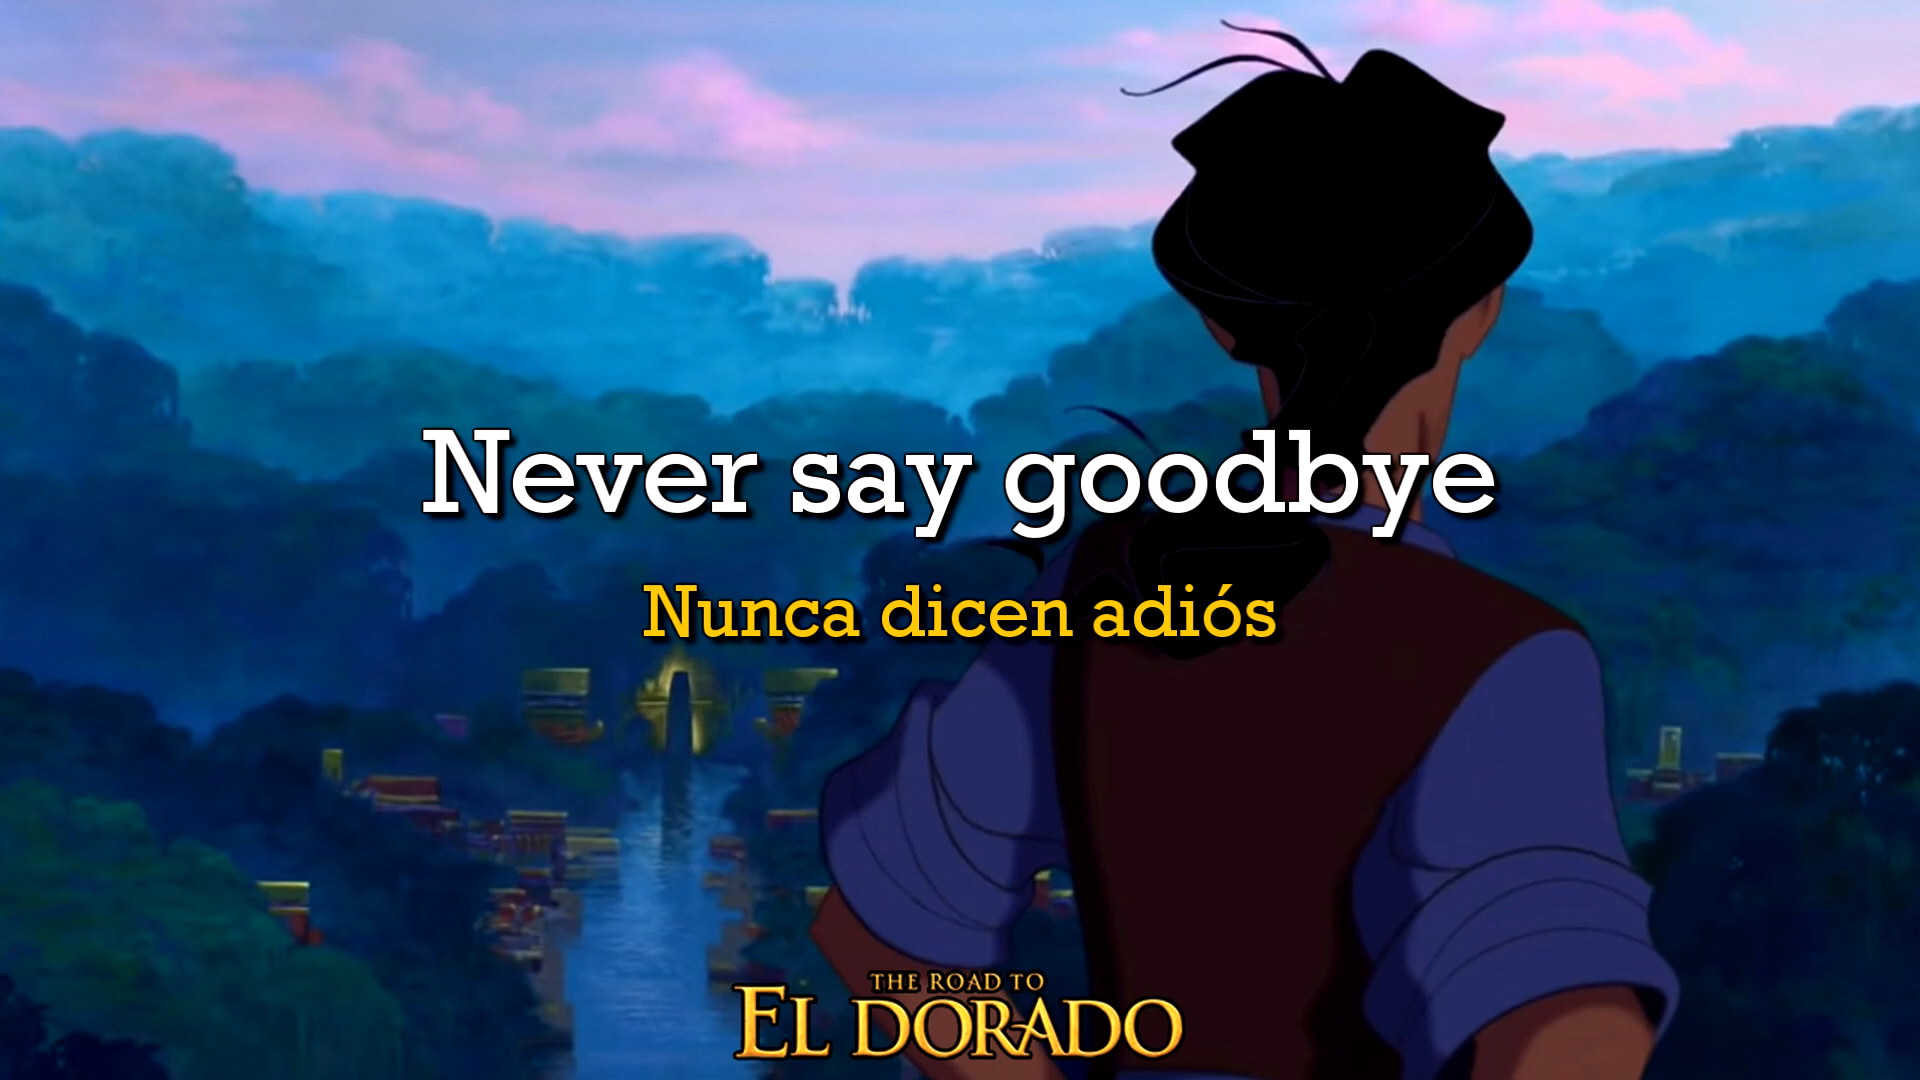 Never say goodbye
Nunca dicen adiós
THE ROAD TO
EL DORADO